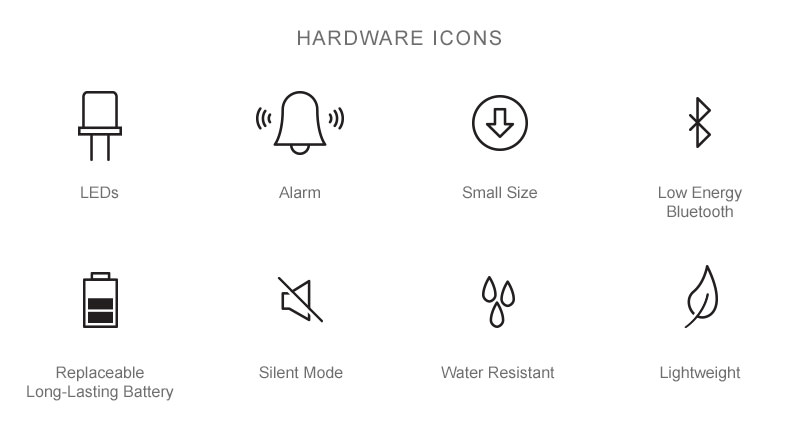 HARDWARE ICONS
LEDs
Alarm
Small Size
Low Energy
Bluetooth
Replaceable
Long-Lasting Battery
Silent Mode
Water Resistant
Lightweight